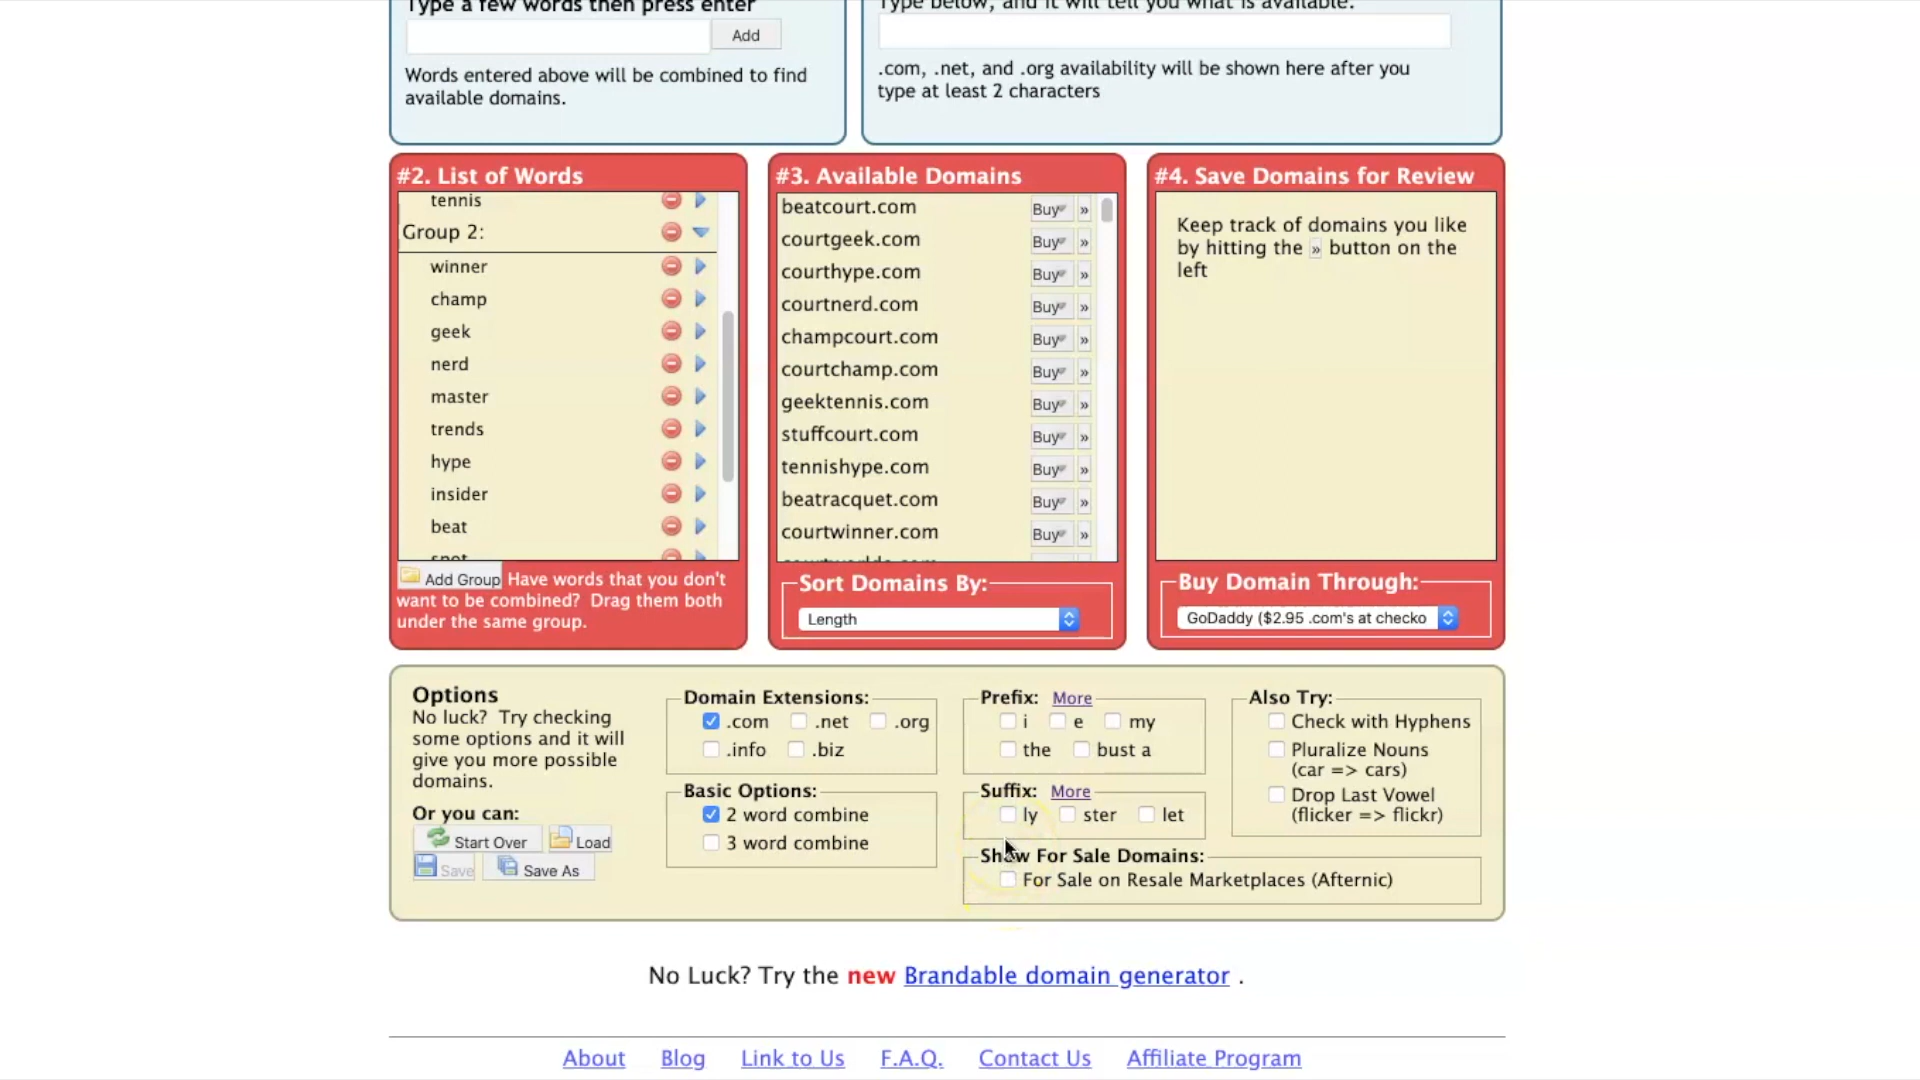 Type a few words then press enter
Add
Words entered above will be combined to find
available domains.
Type below, and it will tell you what is available.
.com, .net, and .org availability will be shown here after you
type at least 2 characters
#2. List of Words
tennis
Group 2:
winner
champ
geek
nerd
master
trends
hype
insider
beat
spot
Add Group Have words that you don't
want to be combined? Drag them both
under the same group.
#3. Available Domains
beatcourt.com Buy »
courtgeek.com Buy »
courthype.com Buy »
courtnerd.com Buy »
champcourt.com Buy »
courtchamp.com Buy »
geektennis.com Buy »
stuffcourt.com Buy »
tennishype.com Buy »
beatracquet.com Buy »
courtwinner.com Buy »
Sort Domains By:
Length
#4. Save Domains for Review
Keep track of domains you like
by hitting the » button on the
left
Buy Domain Through:
GoDaddy ($2.95 .com's at checko
Options
No luck? Try checking
some options and it will
give you more possible
domains.
Or you can:
Start Over Load
Save Save As
Domain Extensions:
.com .net .org
.info .biz
Basic Options:
2 word combine
3 word combine
Prefix: More
i e my
the bust a
Suffix: More
ly ster let
Show For Sale Domains:
For Sale on Resale Marketplaces (Afternic)
Also Try:
Check with Hyphens
Pluralize Nouns
(car => cars)
Drop Last Vowel
(flicker => flickr)
No Luck? Try the new Brandable domain generator .
About Blog Link to Us F.A.Q. Contact Us Affiliate Program